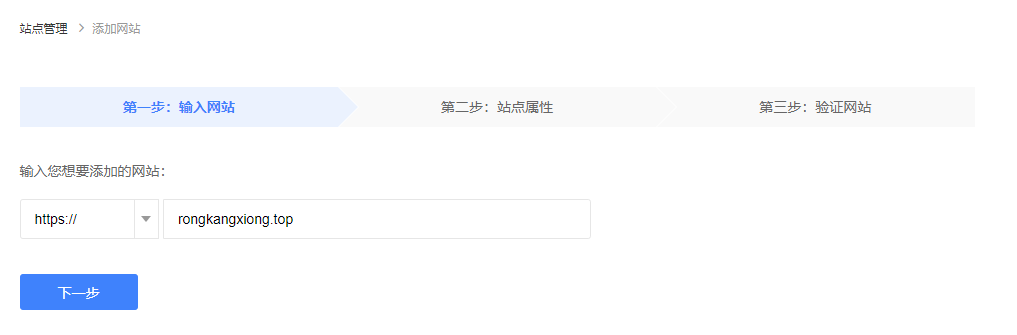 站点管理 > 添加网站
第一步：输入网站 第二步：站点属性 第三步：验证网站
输入您想要添加的网站：
https:// rongkangxiong.top
下一步